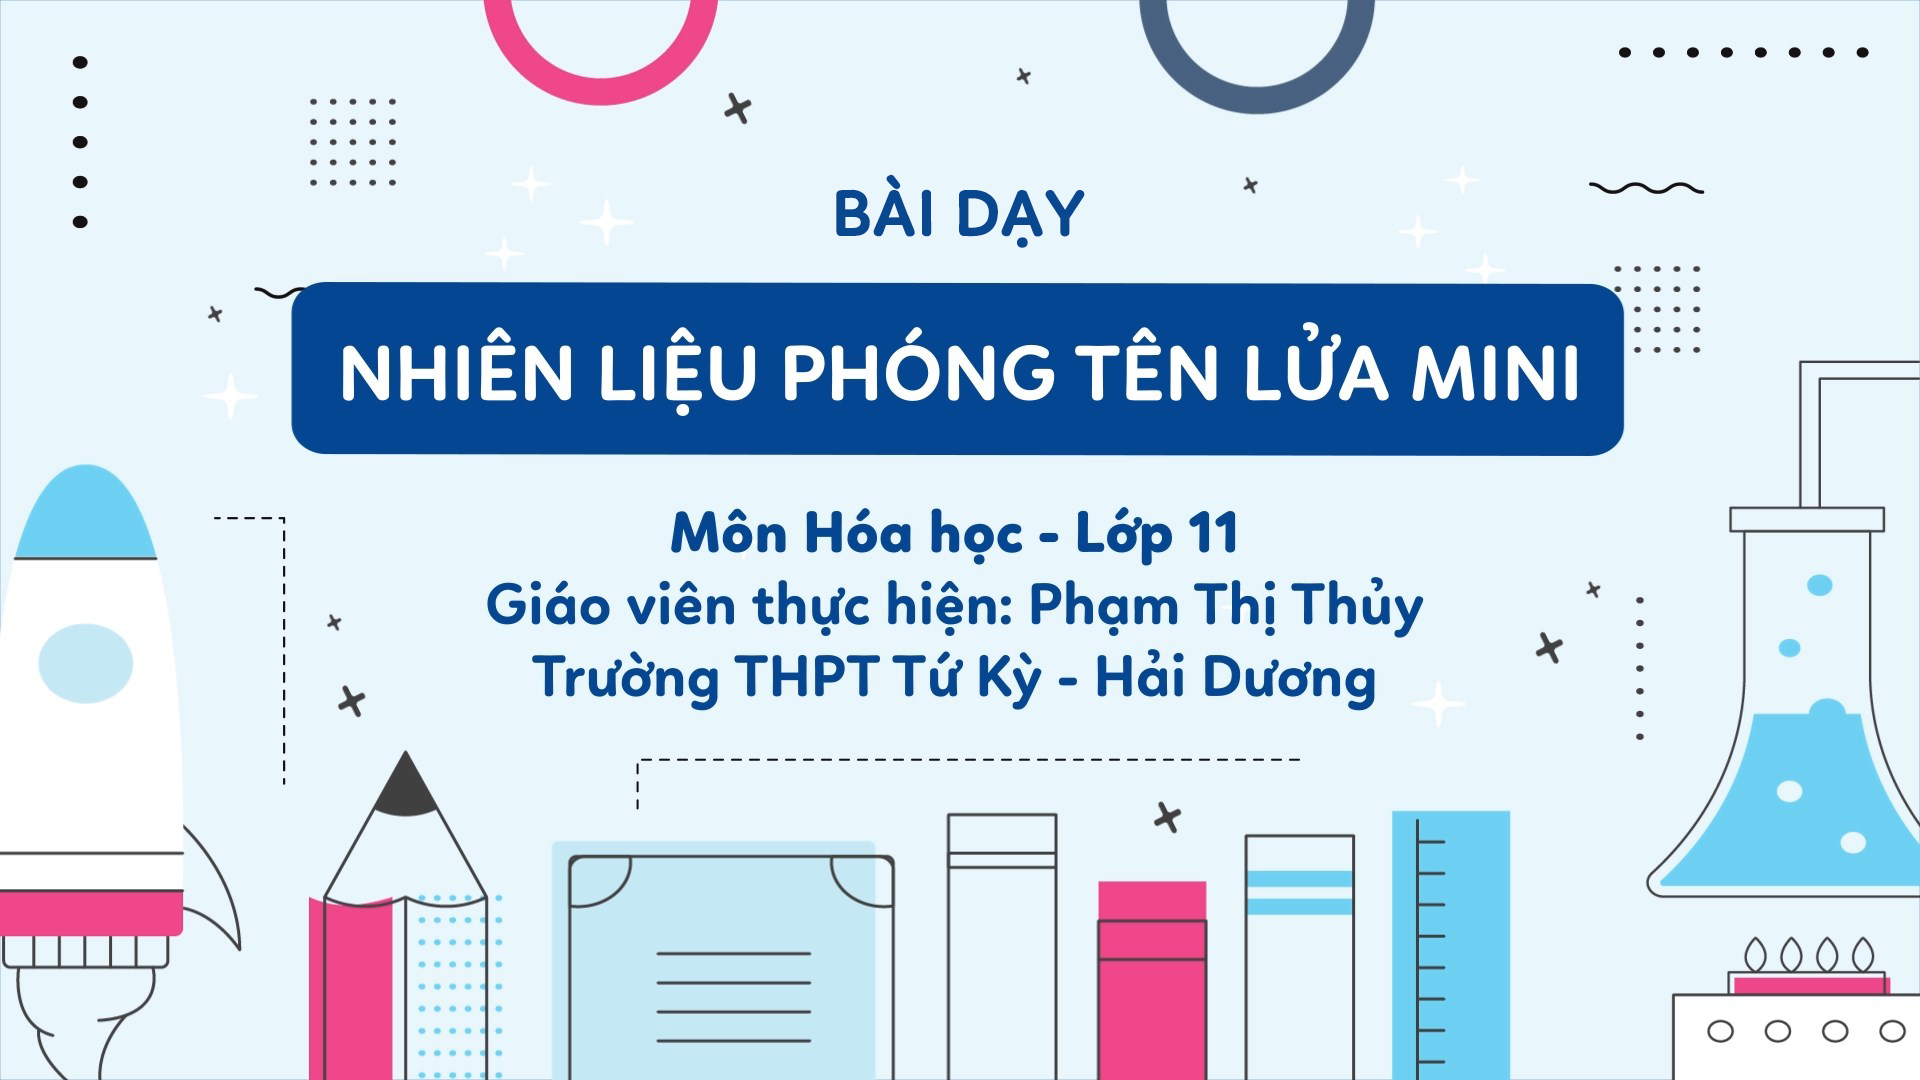 BÀI DẠY
NHIÊN LIỆU PHÓNG TÊN LỬA MINI
Môn Hóa học - Lớp 11
Giáo viên thực hiện: Phạm Thị Thủy
Trường THPT Tứ Kỳ - Hải Dương